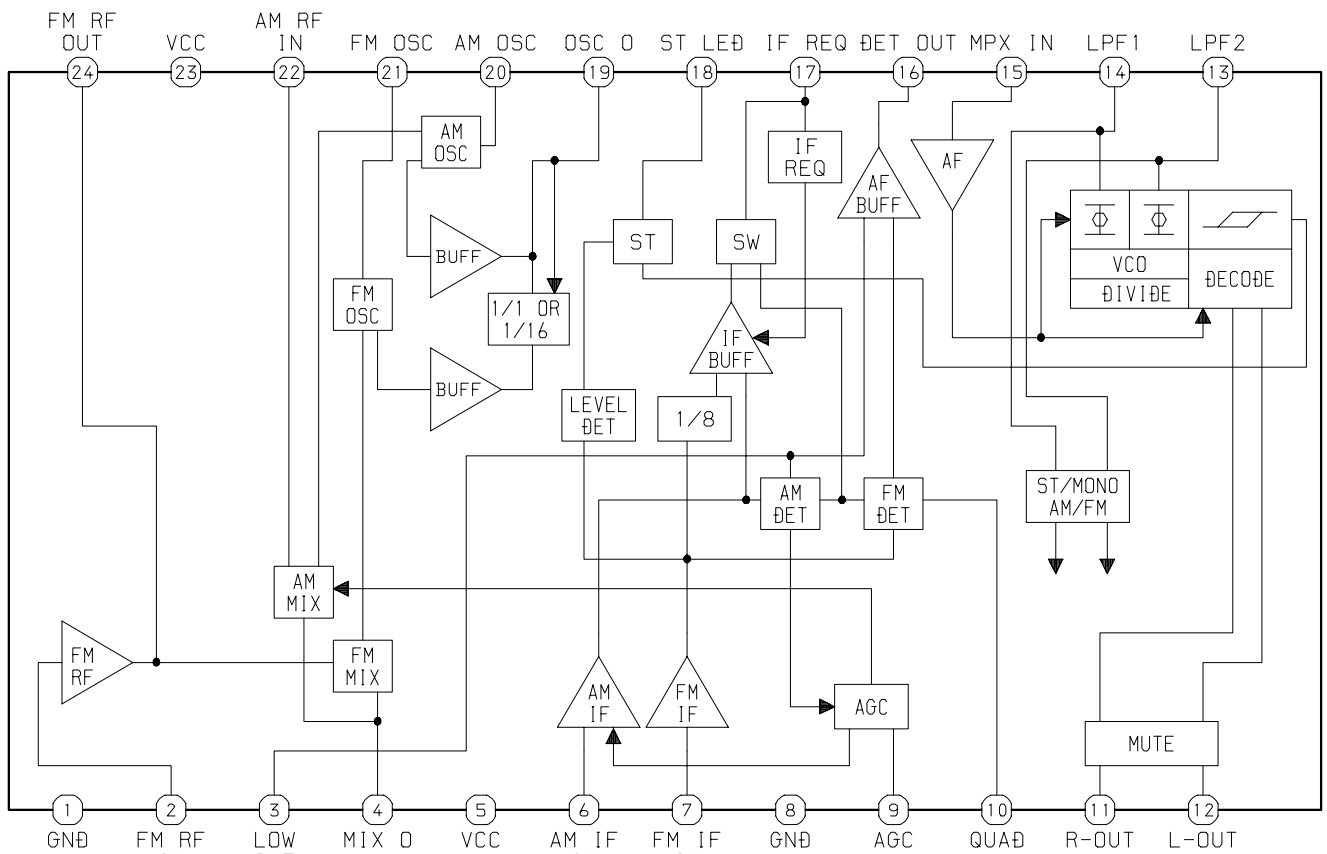 FM RF
OUT
VCC
AM RF
IN
FM OSC
AM OSC
OSC O
ST LED
IF REQ
DET OUT
MPX IN
LPF1
LPF2
24
23
22
21
20
19
18
17
16
15
14
13
AM
OSC
IF
REQ
AF
BUFF
AF
ST
SW
BUFF
FM
OSC
1/1 OR
1/16
VCO
DIVIDE
DECODE
IF
BUFF
BUFF
LEVEL
DET
1/8
AM
DET
FM
DET
ST/MONO
AM/FM
AM
MIX
FM
RF
FM
MIX
AM
IF
FM
IF
AGC
MUTE
1
2
3
4
5
6
7
8
9
10
11
12
GND
FM RF
LOW
MIX O
VCC
AM IF
FM IF
GND
AGC
QUAD
R-OUT
L-OUT